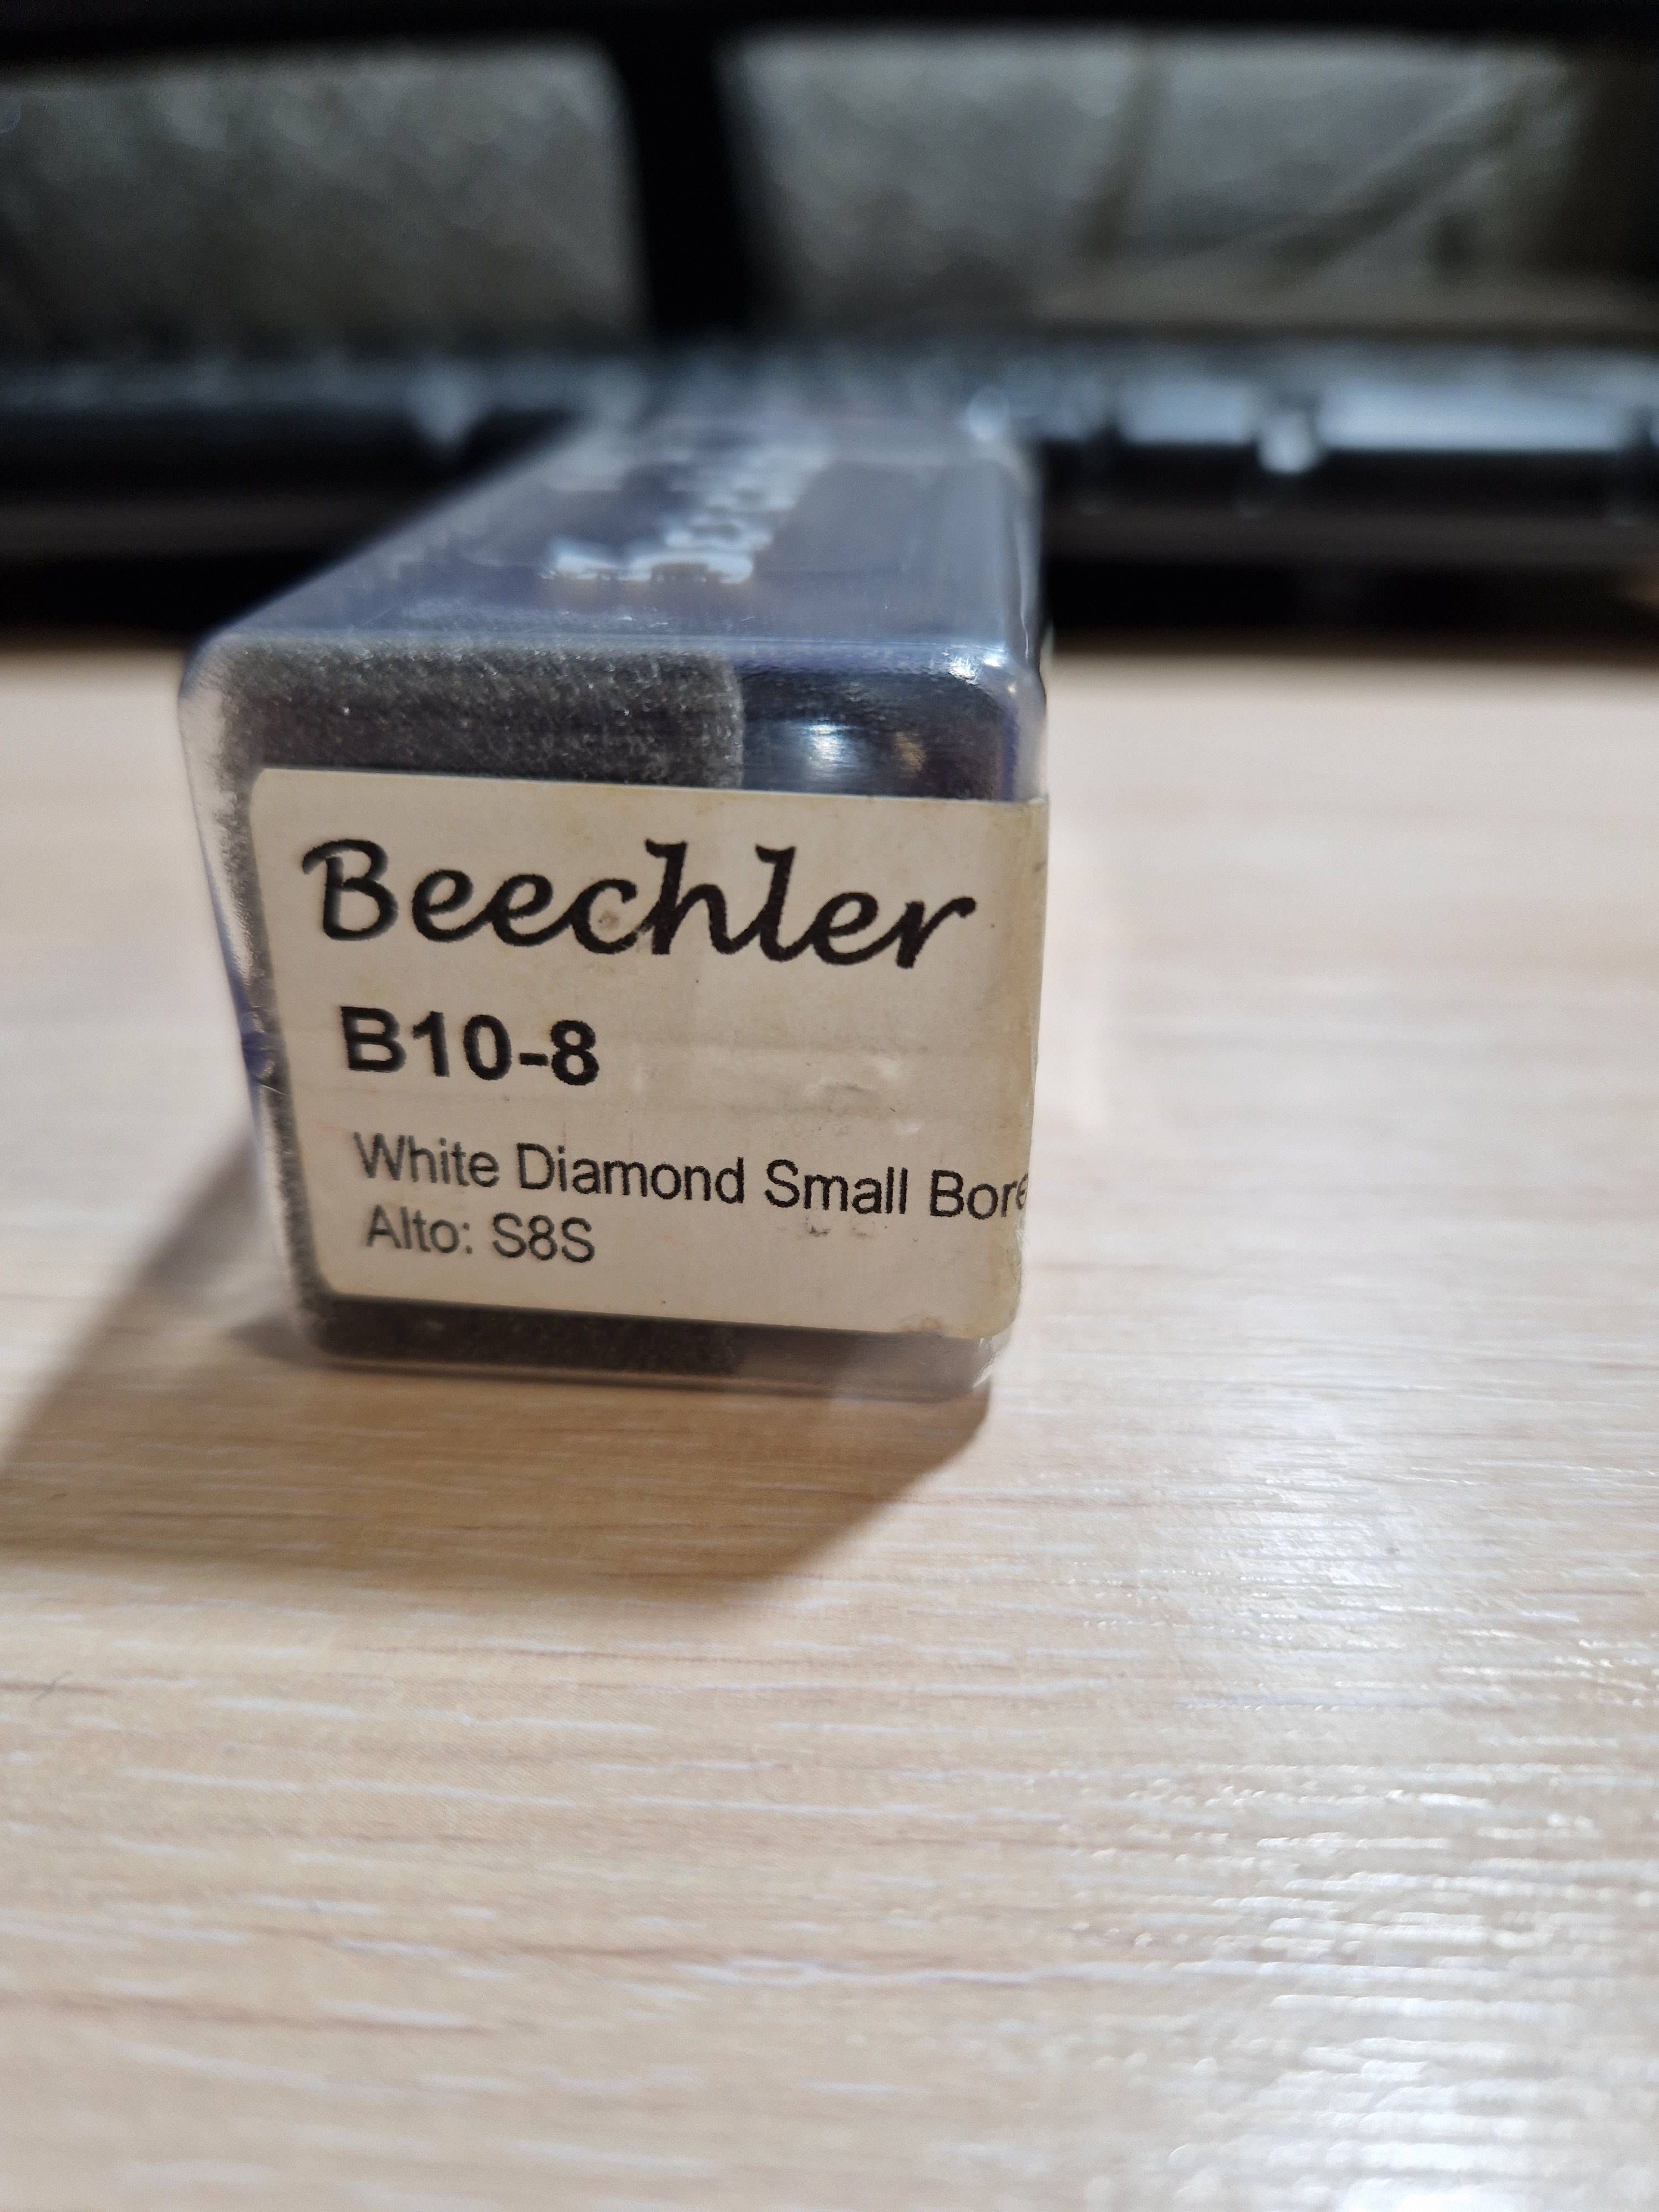 Beechler
B10-8
White Diamond Small Bore
Alto: S8S